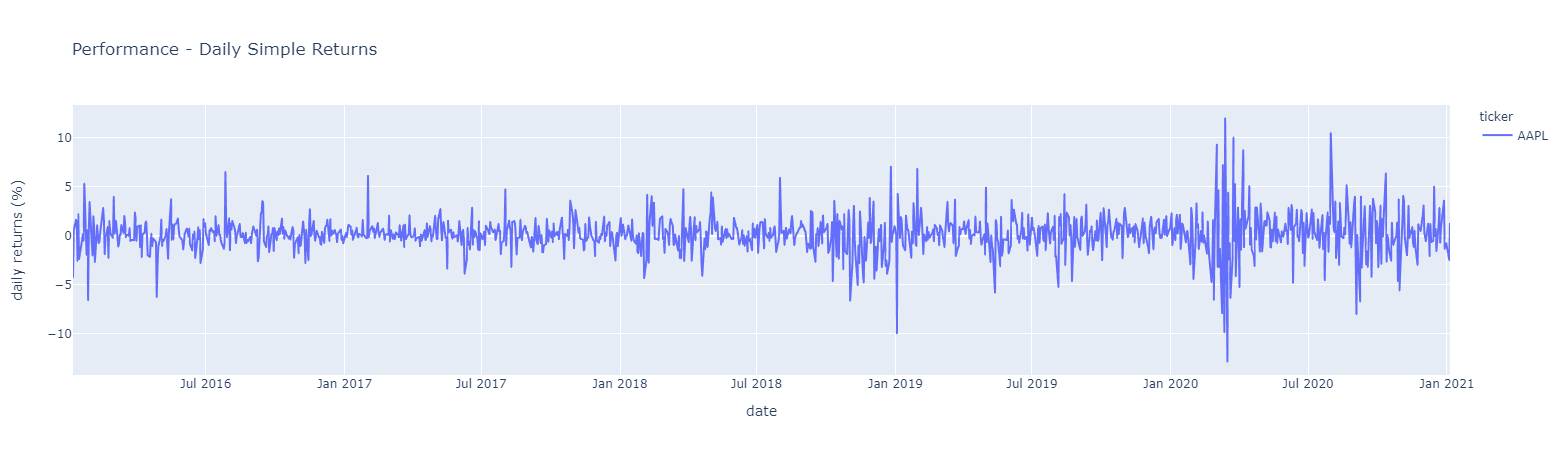 Performance - Daily Simple Returns
ticker
AAPL
daily returns (%)
10
5
0
−5
−10
Jul 2016 Jan 2017 Jul 2017 Jan 2018 Jul 2018 Jan 2019 Jul 2019 Jan 2020 Jul 2020 Jan 2021
date